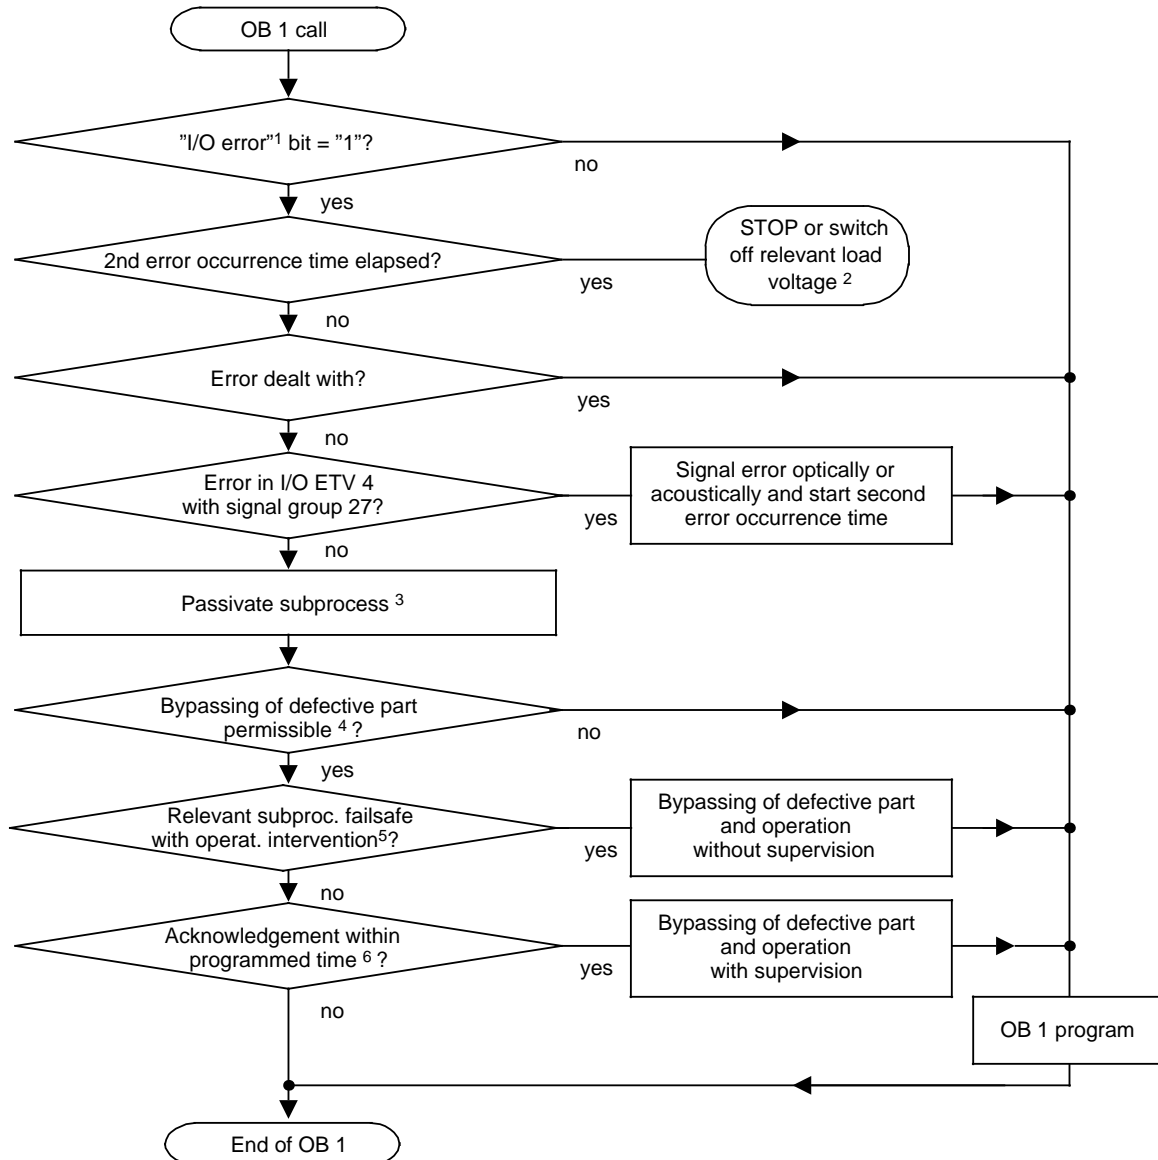 OB 1 call
”I/O error”1 bit = ”1”?
no
yes
2nd error occurrence time elapsed?
yes
STOP or switch
off relevant load
voltage 2
no
Error dealt with?
yes
no
Error in I/O ETV 4
with signal group 27?
yes
Signal error optically or
acoustically and start second
error occurrence time
no
Passivate subprocess 3
Bypassing of defective part
permissible 4 ?
no
yes
Relevant subproc. failsafe
with operat. intervention5?
yes
Bypassing of defective part
and operation
without supervision
no
Acknowledgement within
programmed time 6 ?
yes
Bypassing of defective part
and operation
with supervision
no
OB 1 program
End of OB 1